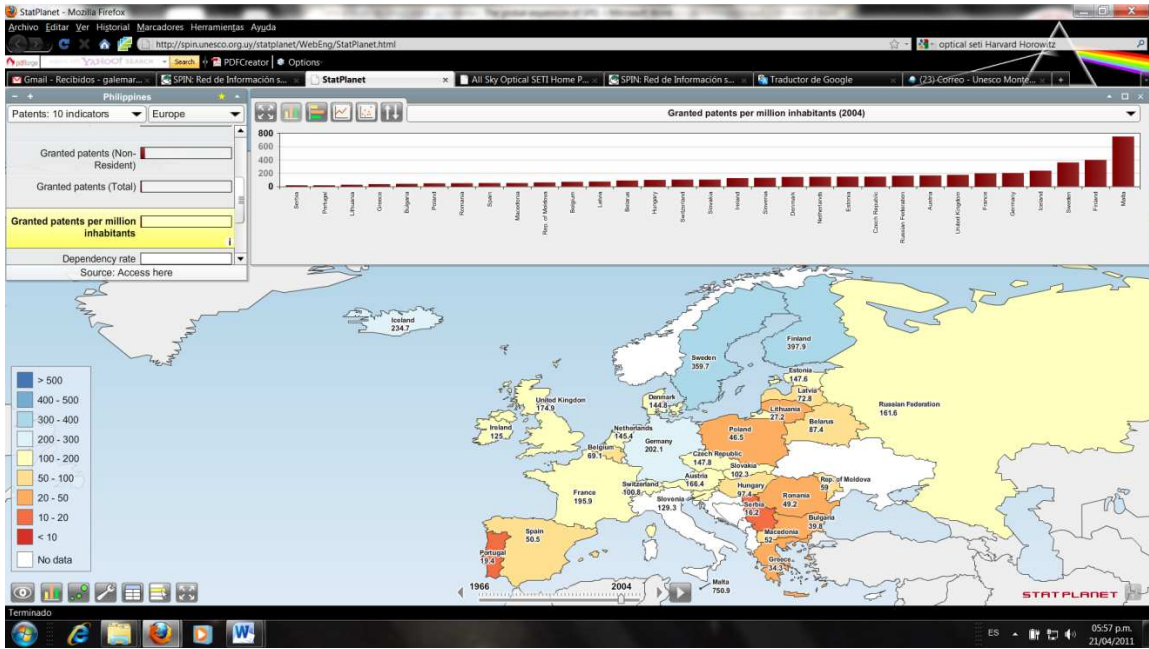 StatPlanet - Mozilla Firefox
Archivo Editar Ver Historial Marcadores Herramientas Ayuda
http://spin.unesco.org.uy/statplanet/WebEng/StatPlanet.html
optical seti Harvard Horowitz
pdfforge YAHOO! SEARCH Search PDFCreator Options
Gmail - Recibidos - galemar...
SPIN: Red de Información s...
StatPlanet
All Sky Optical SETI Home P...
SPIN: Red de Información s...
Traductor de Google
(23) Correo - Unesco Monte...
Philippines
Patents: 10 indicators
Europe
Granted patents (Non-
Resident)
Granted patents (Total)
Granted patents per million
inhabitants
i
Dependency rate
Source: Access here
Granted patents per million inhabitants (2004)
800
600
400
200
0
Serbia
Portugal
Lithuania
Greece
Bulgaria
Poland
Romania
Spain
Macedonia
Rep. of Moldova
Belgium
Latvia
Belarus
Hungary
Switzerland
Slovakia
Ireland
Slovenia
Denmark
Netherlands
Estonia
Czech Republic
Russian Federation
Austria
United Kingdom
France
Germany
Iceland
Sweden
Finland
Malta
Iceland
234.7
Finland
397.9
Sweden
359.7
Estonia
147.6
Latvia
72.8
Lithuania
27.2
Russian Federation
161.6
Belarus
87.4
Denmark
144.8
United Kingdom
174.9
Ireland
125
Netherlands
145.4
Belgium
69.1
Germany
202.1
Poland
46.5
Czech Republic
147.8
Slovakia
102.3
Austria
166.4
Switzerland
100.8
Hungary
97.4
Rep. of Moldova
59
France
195.9
Slovenia
129.3
Romania
49.2
Serbia
16.2
Bulgaria
39.8
Macedonia
52
Spain
50.5
Portugal
19.4
Greece
34.3
Malta
750.9
> 500
400 - 500
300 - 400
200 - 300
100 - 200
50 - 100
20 - 50
10 - 20
< 10
No data
1966
2004
STAT PLANET
Terminado
ES
05:57 p.m.
21/04/2011